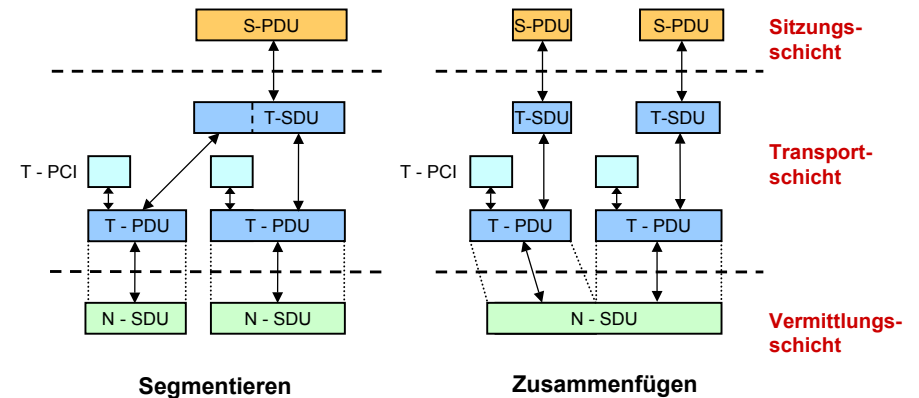 S-PDU
S-PDU
S-PDU
Sitzungs-
schicht
T-SDU
T-SDU
T-SDU
T - PCI
T - PCI
Transport-
schicht
T - PDU
T - PDU
T - PDU
T - PDU
N - SDU
N - SDU
N - SDU
Vermittlungs-
schicht
Segmentieren
Zusammenfügen